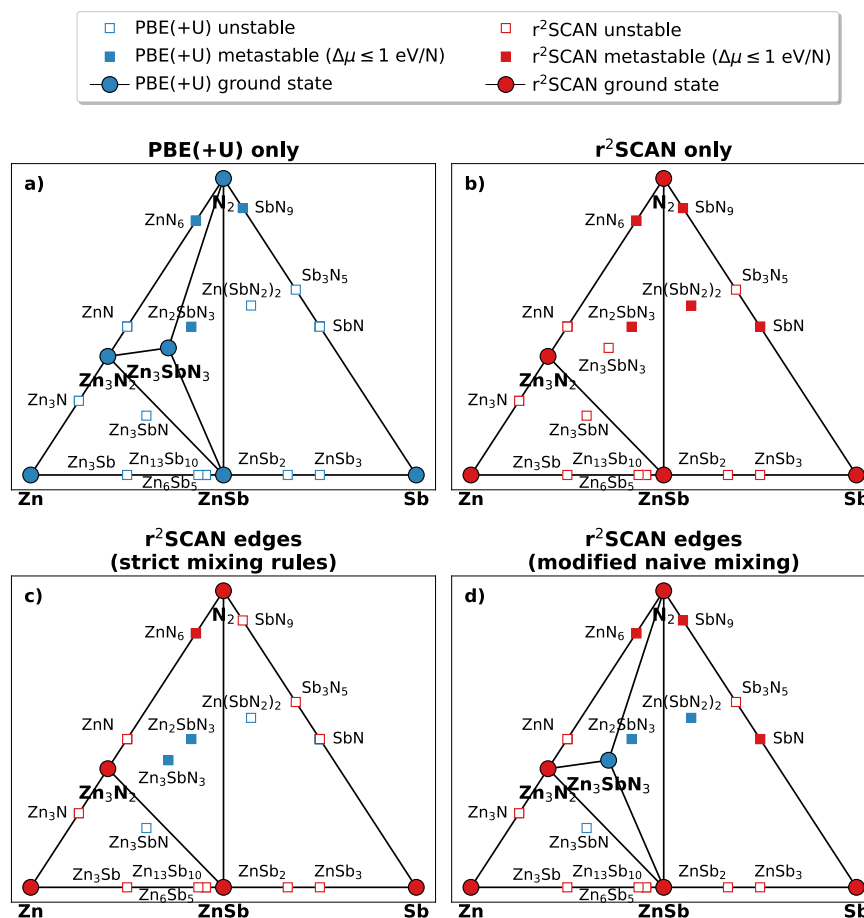 PBE(+U) unstable
PBE(+U) metastable (Δμ ≤ 1 eV/N)
PBE(+U) ground state
r²SCAN unstable
r²SCAN metastable (Δμ ≤ 1 eV/N)
r²SCAN ground state
PBE(+U) only
a)
N₂
SbN₉
ZnN₆
Sb₃N₅
Zn(SbN₂)₂
ZnN
Zn₂SbN₃
SbN
Zn₃N₂
Zn₃SbN₃
Zn₃N
Zn₃SbN
Zn₃Sb
Zn₁₃Sb₁₀
ZnSb₂
ZnSb₃
Zn₆Sb₅
Zn
ZnSb
Sb
r²SCAN only
b)
N₂
SbN₉
ZnN₆
Sb₃N₅
Zn(SbN₂)₂
ZnN
Zn₂SbN₃
SbN
Zn₃SbN₃
Zn₃N₂
Zn₃N
Zn₃SbN
Zn₃Sb
Zn₁₃Sb₁₀
ZnSb₂
ZnSb₃
Zn₆Sb₅
Zn
ZnSb
Sb
r²SCAN edges
(strict mixing rules)
c)
N₂
SbN₉
ZnN₆
Sb₃N₅
Zn(SbN₂)₂
ZnN
Zn₂SbN₃
SbN
Zn₃SbN₃
Zn₃N₂
Zn₃N
Zn₃SbN
Zn₃Sb
Zn₁₃Sb₁₀
ZnSb₂
ZnSb₃
Zn₆Sb₅
Zn
ZnSb
Sb
r²SCAN edges
(modified naive mixing)
d)
N₂
SbN₉
ZnN₆
Sb₃N₅
Zn(SbN₂)₂
ZnN
Zn₂SbN₃
SbN
Zn₃SbN₃
Zn₃N₂
Zn₃N
Zn₃SbN
Zn₃Sb
Zn₁₃Sb₁₀
ZnSb₂
ZnSb₃
Zn₆Sb₅
Zn
ZnSb
Sb